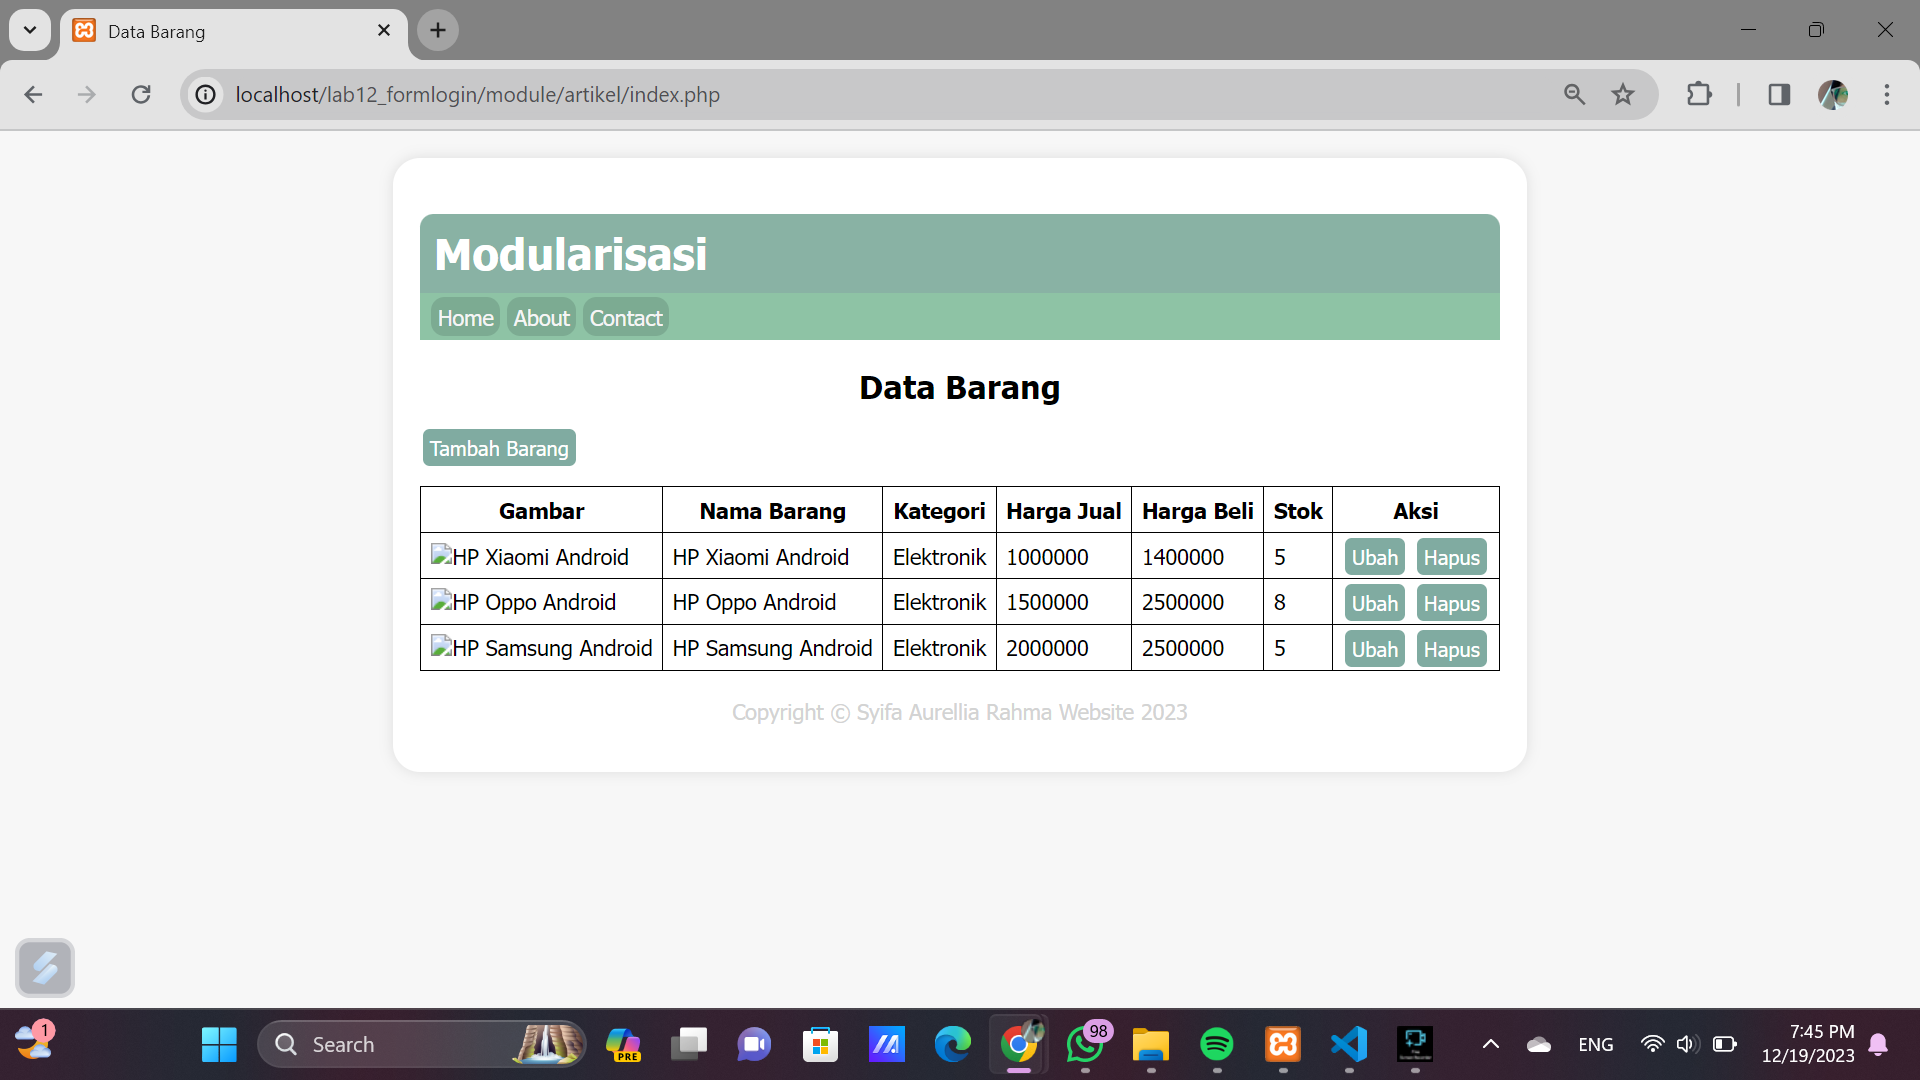 Data Barang
localhost/lab12_formlogin/module/artikel/index.php
Modularisasi
Home About Contact
Data Barang
Tambah Barang
Gambar Nama Barang Kategori Harga Jual Harga Beli Stok Aksi
HP Xiaomi Android HP Xiaomi Android Elektronik 1000000 1400000 5 Ubah Hapus
HP Oppo Android HP Oppo Android Elektronik 1500000 2500000 8 Ubah Hapus
HP Samsung Android HP Samsung Android Elektronik 2000000 2500000 5 Ubah Hapus
Copyright © Syifa Aurellia Rahma Website 2023
1
Search
PRE
98
ENG
7:45 PM
12/19/2023